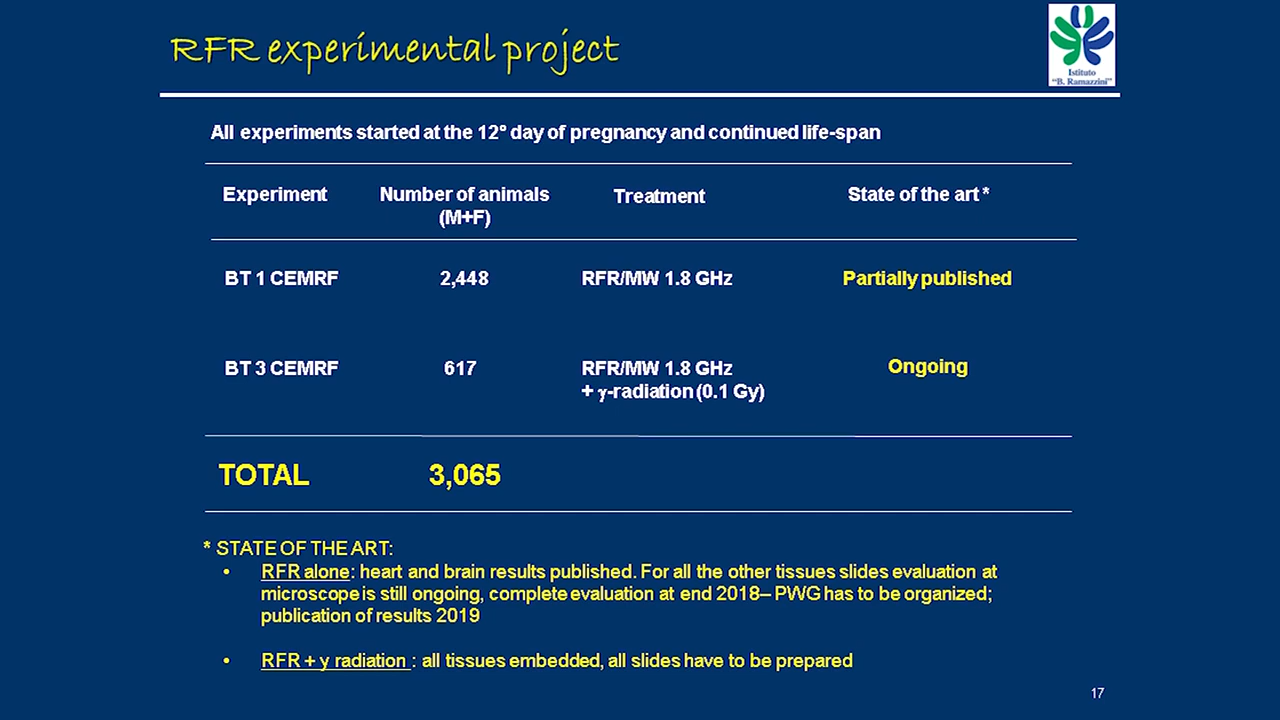 RFR experimental project
Istituto
"B. Ramazzini"
All experiments started at the 12° day of pregnancy and continued life-span
Experiment Number of animals Treatment State of the art *
(M+F)
BT 1 CEMRF 2,448 RFR/MW 1.8 GHz Partially published
BT 3 CEMRF 617 RFR/MW 1.8 GHz Ongoing
+ γ-radiation (0.1 Gy)
TOTAL 3,065
* STATE OF THE ART:
• RFR alone: heart and brain results published. For all the other tissues slides evaluation at
microscope is still ongoing, complete evaluation at end 2018– PWG has to be organized;
publication of results 2019
• RFR + y radiation : all tissues embedded, all slides have to be prepared
17